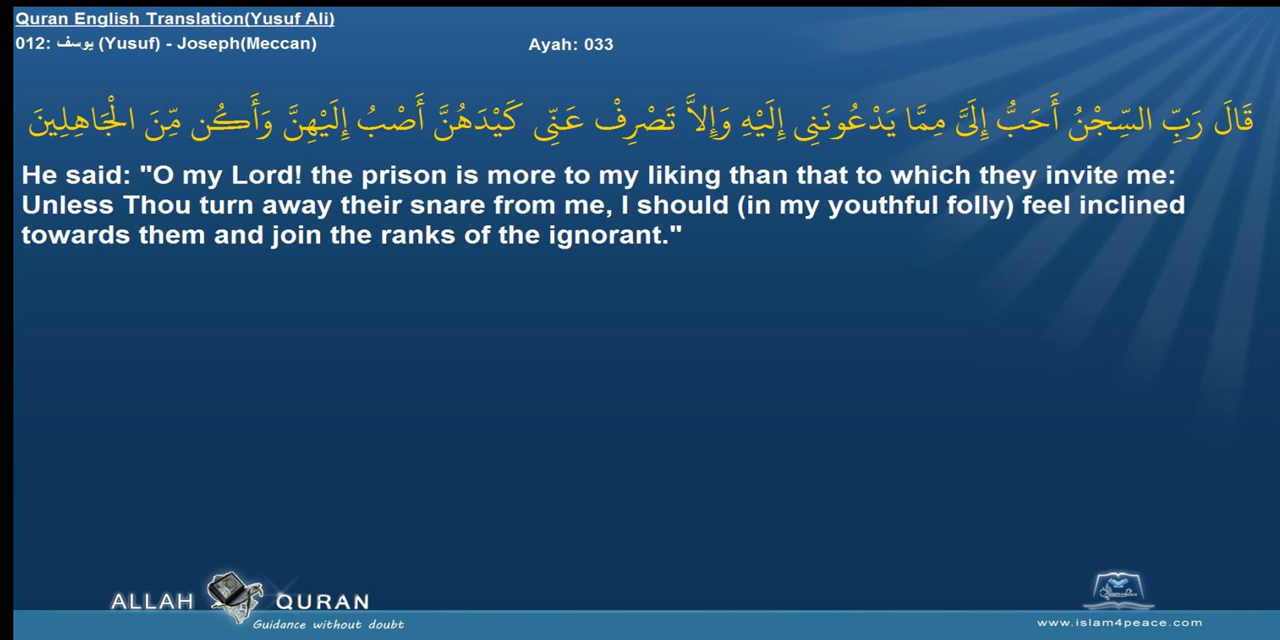 Quran English Translation(Yusuf Ali)
012: يوسف (Yusuf) - Joseph(Meccan) Ayah: 033
قَالَ رَبِّ السِّجْنُ أَحَبُّ إِلَىَّ مِمَّا يَدْعُونَنِى إِلَيْهِ وَإِلاَّ تَصْرِفْ عَنِّى كَيْدَهُنَّ أَصْبُ إِلَيْهِنَّ وَأَكُن مِّنَ الْجَاهِلِينَ
He said: "O my Lord! the prison is more to my liking than that to which they invite me:
Unless Thou turn away their snare from me, I should (in my youthful folly) feel inclined
towards them and join the ranks of the ignorant."
ALLAH QURAN
Guidance without doubt
www.islam4peace.com